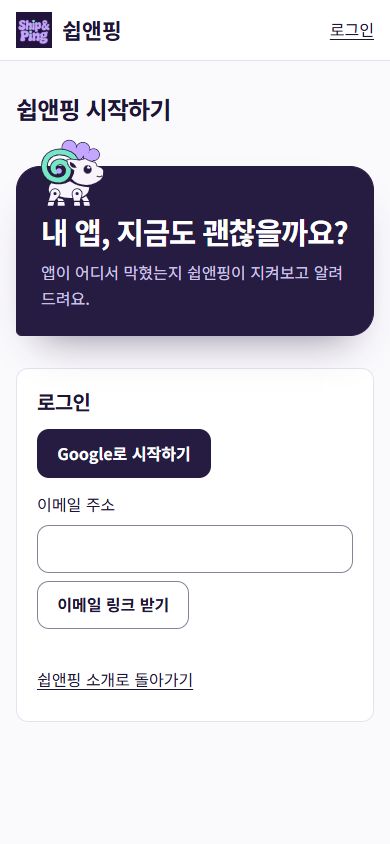 Ship&
Ping
쉽앤핑
로그인
쉽앤핑 시작하기
내 앱, 지금도 괜찮을까요?
앱이 어디서 막혔는지 쉽앤핑이 지켜보고 알려
드려요.
로그인
Google로 시작하기
이메일 주소
이메일 링크 받기
쉽앤핑 소개로 돌아가기